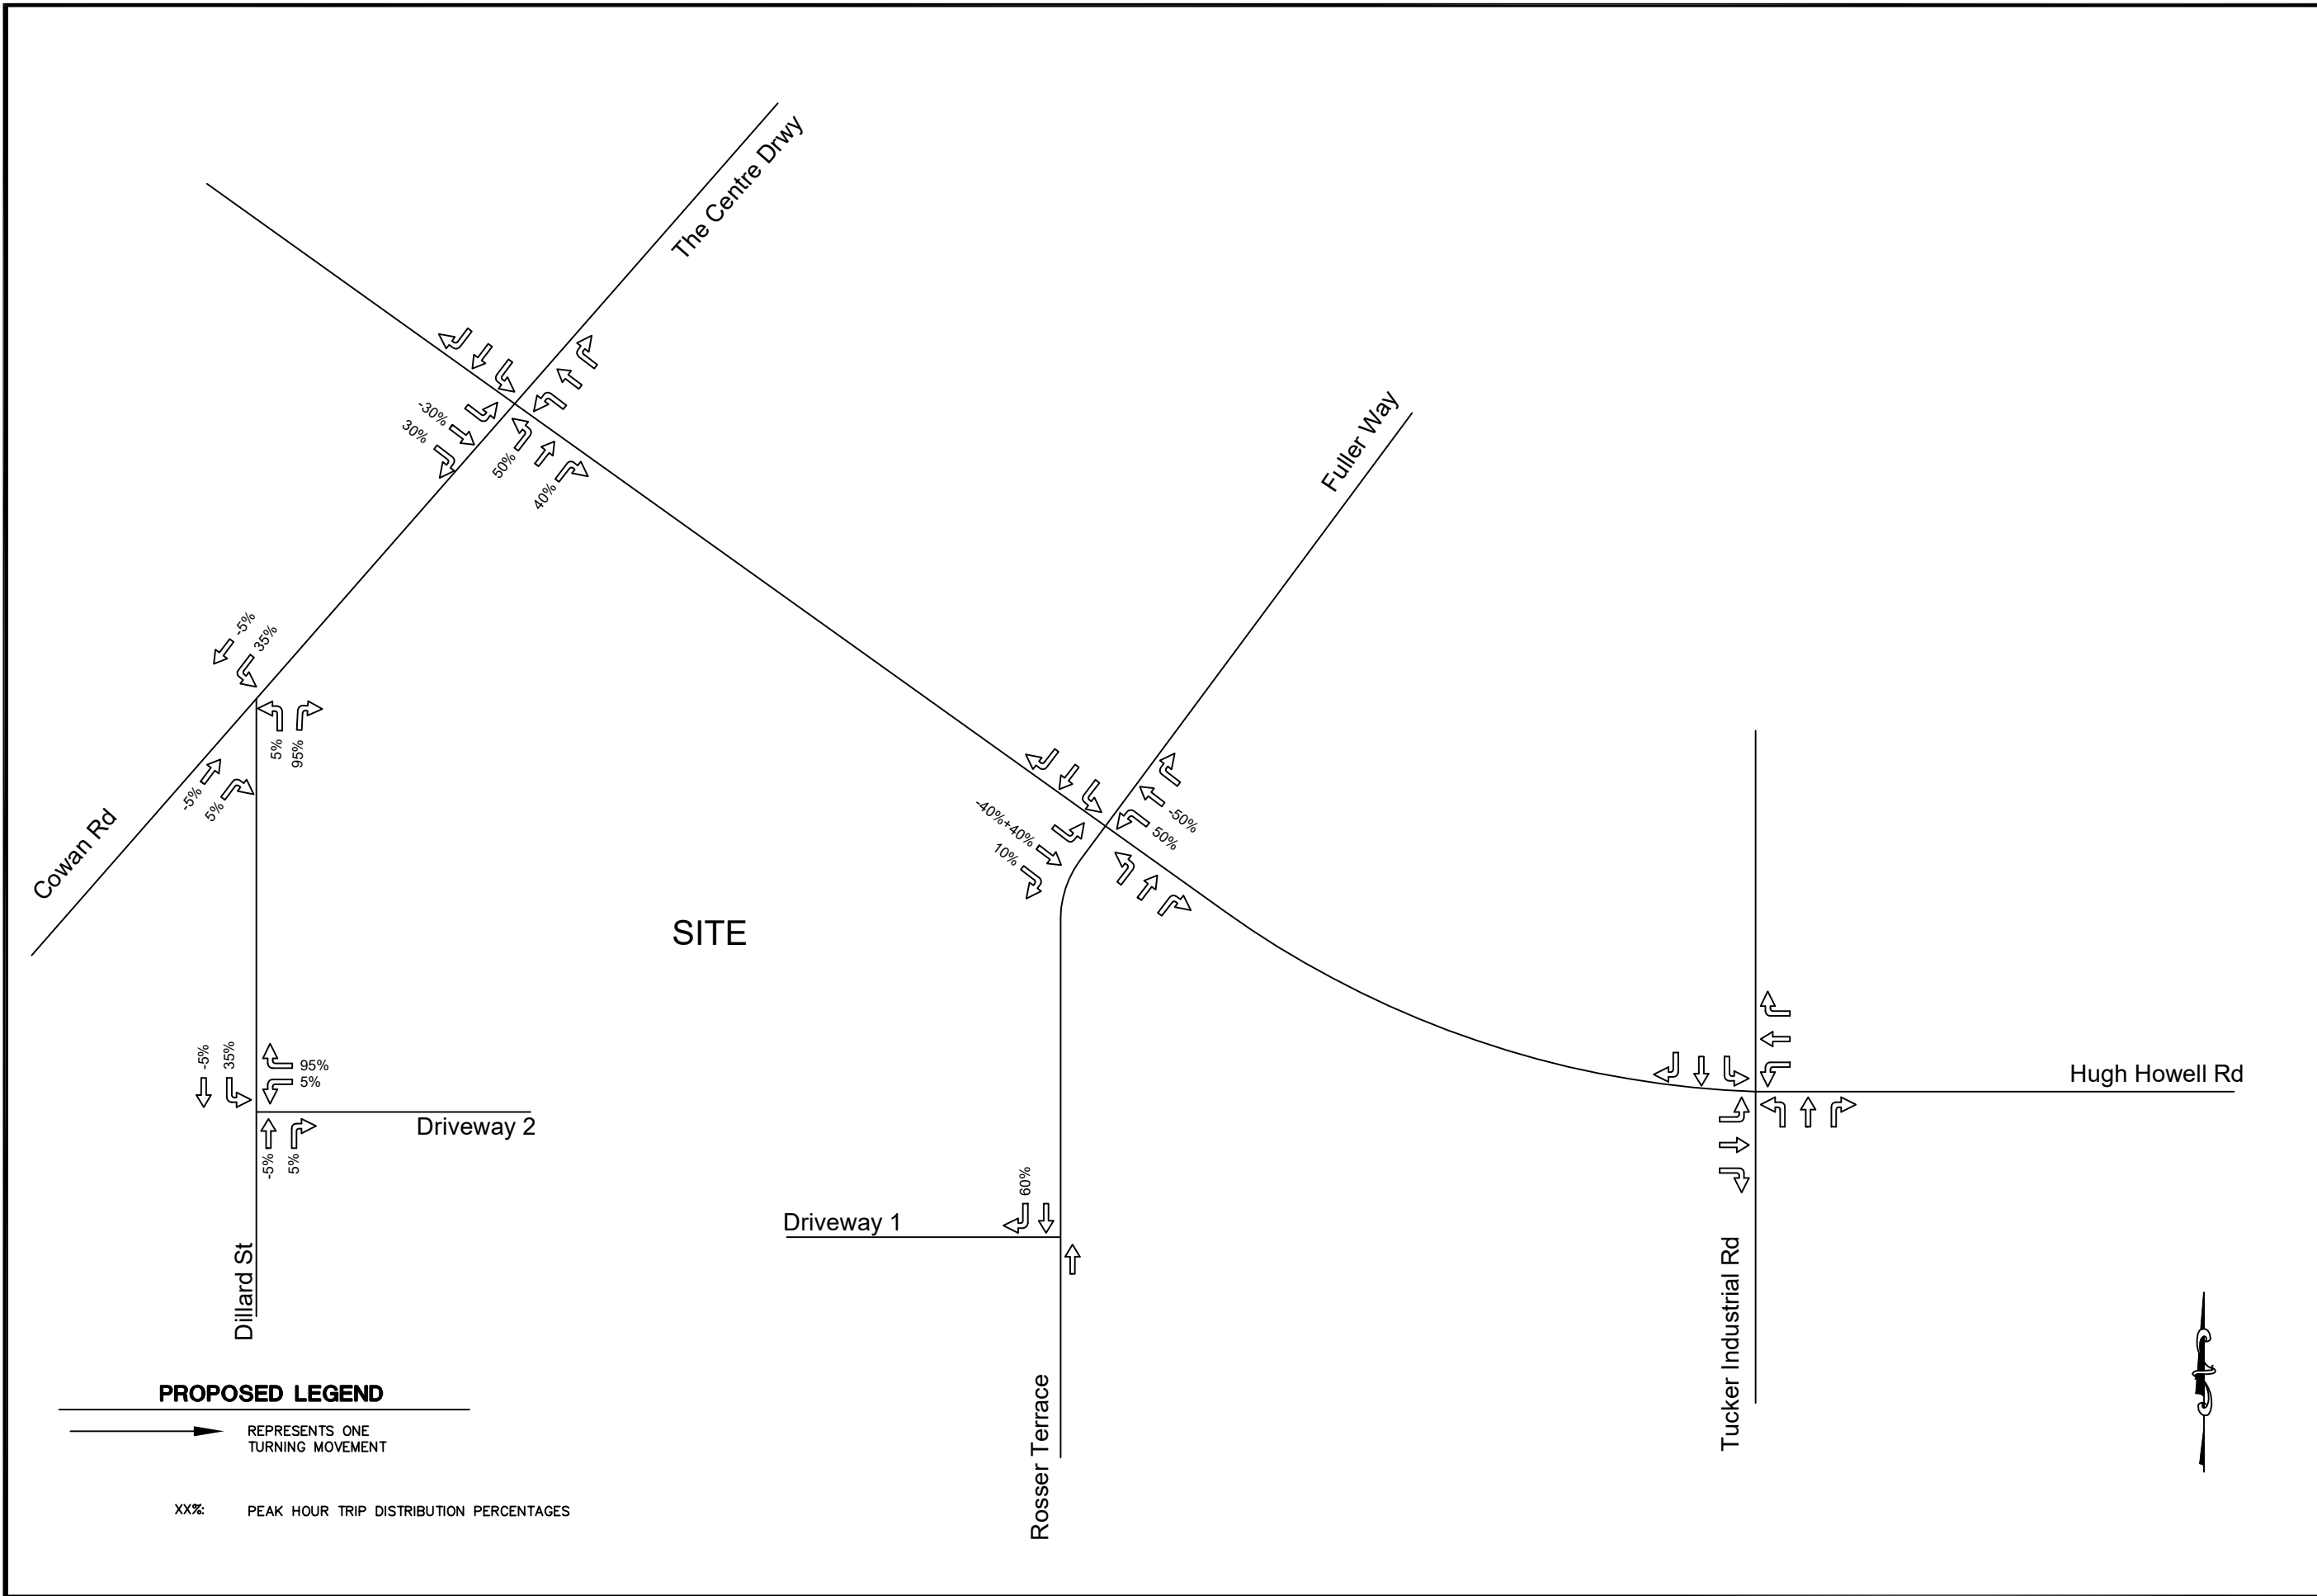 The Centre Drwy
Fuller Way
-30%
30%
50%
40%
-5%
35%
5%
95%
-5%
5%
Cowan Rd
-40%+40%
10%
-50%
50%
SITE
-5%
35%
95%
5%
Driveway 2
-5%
5%
Hugh Howell Rd
60%
Driveway 1
Dillard St
Rosser Terrace
Tucker Industrial Rd
PROPOSED LEGEND
REPRESENTS ONE
TURNING MOVEMENT
XX%: PEAK HOUR TRIP DISTRIBUTION PERCENTAGES